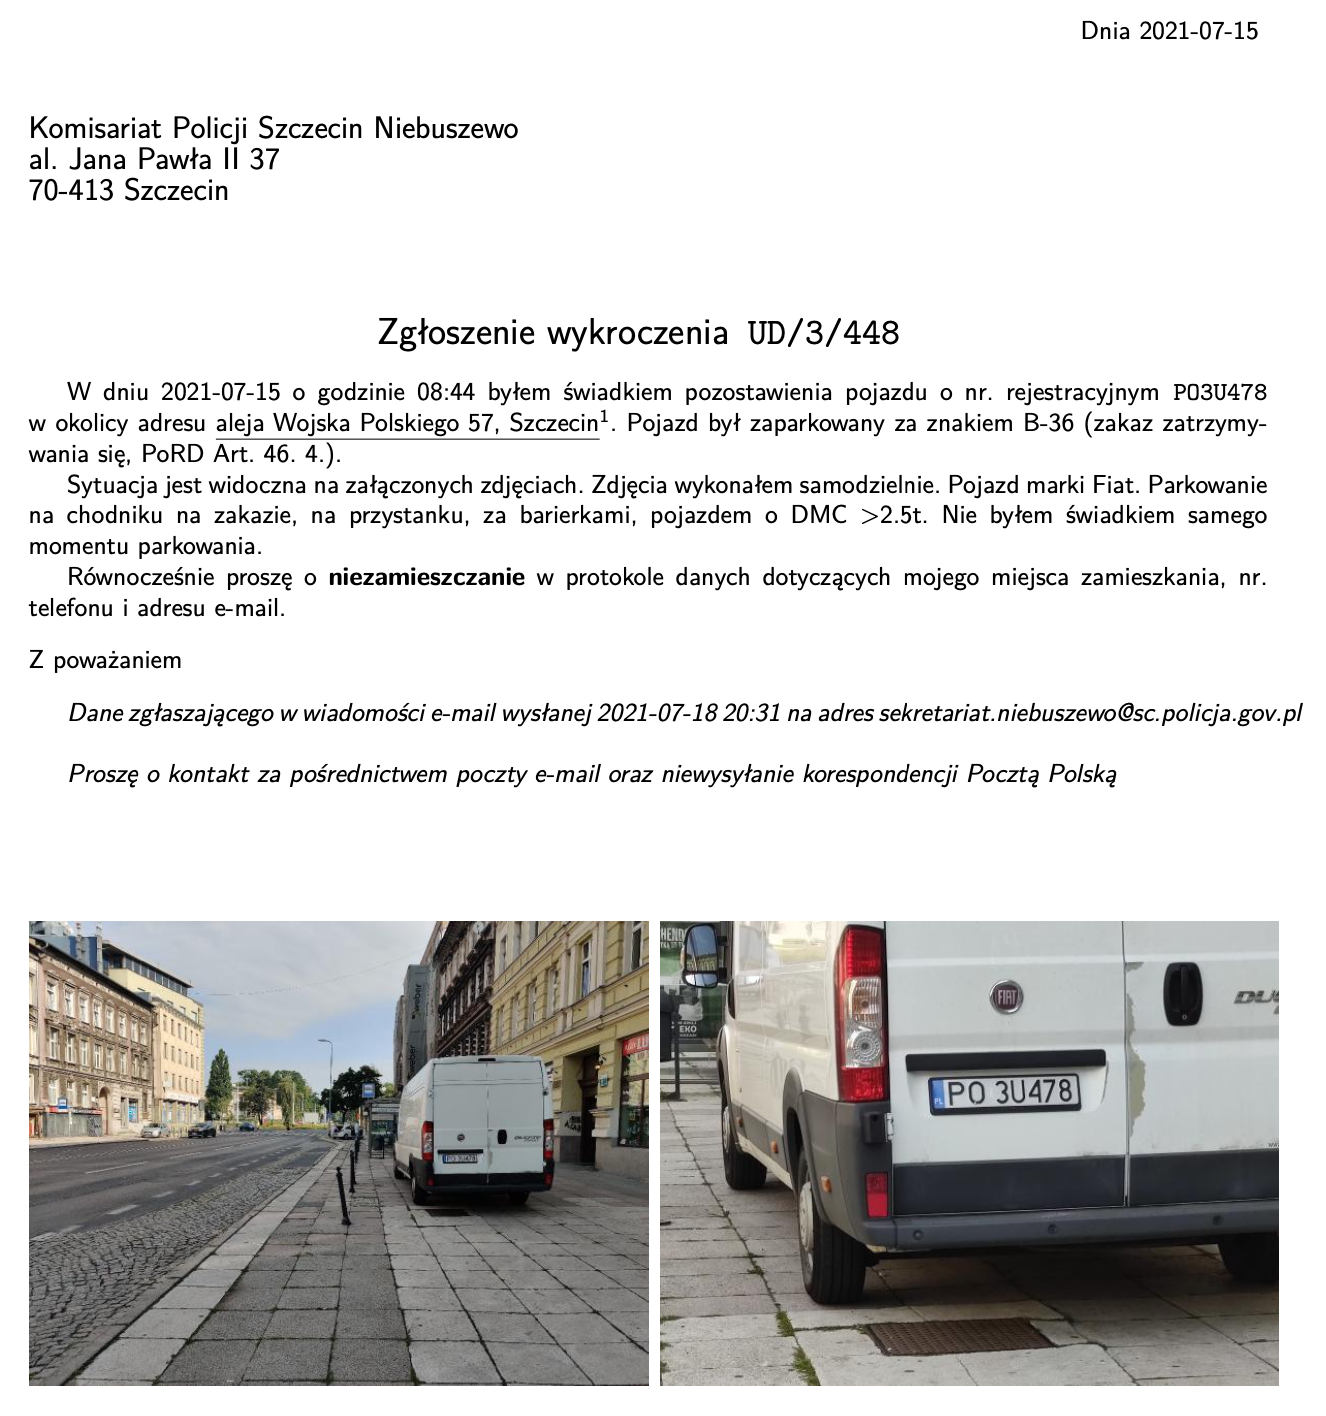 Dnia 2021-07-15
Komisariat Policji Szczecin Niebuszewo
al. Jana Pawła II 37
70-413 Szczecin
Zgłoszenie wykroczenia UD/3/448
W dniu 2021-07-15 o godzinie 08:44 byłem świadkiem pozostawienia pojazdu o nr. rejestracyjnym PO3U478
w okolicy adresu aleja Wojska Polskiego 57, Szczecin1. Pojazd był zaparkowany za znakiem B-36 (zakaz zatrzymy-
wania się, PoRD Art. 46. 4.).
Sytuacja jest widoczna na załączonych zdjęciach. Zdjęcia wykonałem samodzielnie. Pojazd marki Fiat. Parkowanie
na chodniku na zakazie, na przystanku, za barierkami, pojazdem o DMC >2.5t. Nie byłem świadkiem samego
momentu parkowania.
Równocześnie proszę o niezamieszczanie w protokole danych dotyczących mojego miejsca zamieszkania, nr.
telefonu i adresu e-mail.
Z poważaniem
Dane zgłaszającego w wiadomości e-mail wysłanej 2021-07-18 20:31 na adres sekretariat.niebuszewo@sc.policja.gov.pl
Proszę o kontakt za pośrednictwem poczty e-mail oraz niewysyłanie korespondencji Pocztą Polską
PO 3U478
FIAT
PL PO 3U478
EKO